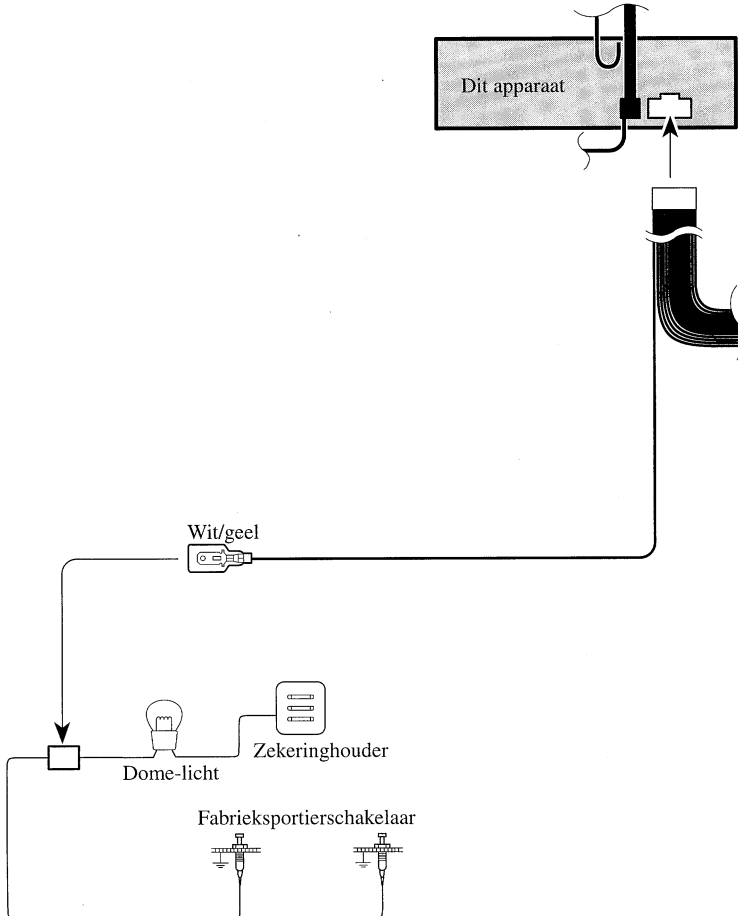 Dit apparaat
Wit/geel
Zekeringhouder
Dome-licht
Fabrieksportierschakelaar